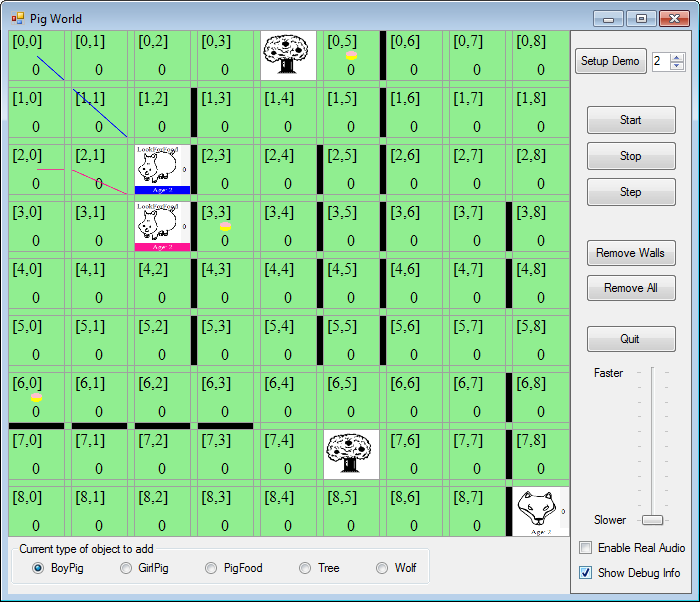 Pig World
[0,0] [0,1] [0,2] [0,3] [0,5] [0,6] [0,7] [0,8]
0 0 0 0 0 0 0 0
[1,0] [1,1] [1,2] [1,3] [1,4] [1,5] [1,6] [1,7] [1,8]
0 0 0 0 0 0 0 0 0
LookForFood
[2,0] [2,1] [2,3] [2,4] [2,5] [2,6] [2,7] [2,8]
0 0 0 0 0 0 0 0 0
Age: 2
LookForFood
[3,0] [3,1] [3,3] [3,4] [3,5] [3,6] [3,7] [3,8]
0 0 0 0 0 0 0 0 0
Age: 2
[4,0] [4,1] [4,2] [4,3] [4,4] [4,5] [4,6] [4,7] [4,8]
0 0 0 0 0 0 0 0 0
[5,0] [5,1] [5,2] [5,3] [5,4] [5,5] [5,6] [5,7] [5,8]
0 0 0 0 0 0 0 0 0
[6,0] [6,1] [6,2] [6,3] [6,4] [6,5] [6,6] [6,7] [6,8]
0 0 0 0 0 0 0 0 0
[7,0] [7,1] [7,2] [7,3] [7,4] [7,6] [7,7] [7,8]
0 0 0 0 0 0 0 0
[8,0] [8,1] [8,2] [8,3] [8,4] [8,5] [8,6] [8,7]
0 0 0 0 0 0 0 0 0
Age: 2
Setup Demo 2
Start
Stop
Step
Remove Walls
Remove All
Quit
Faster
Slower
Enable Real Audio
Show Debug Info
Current type of object to add
BoyPig GirlPig PigFood Tree Wolf